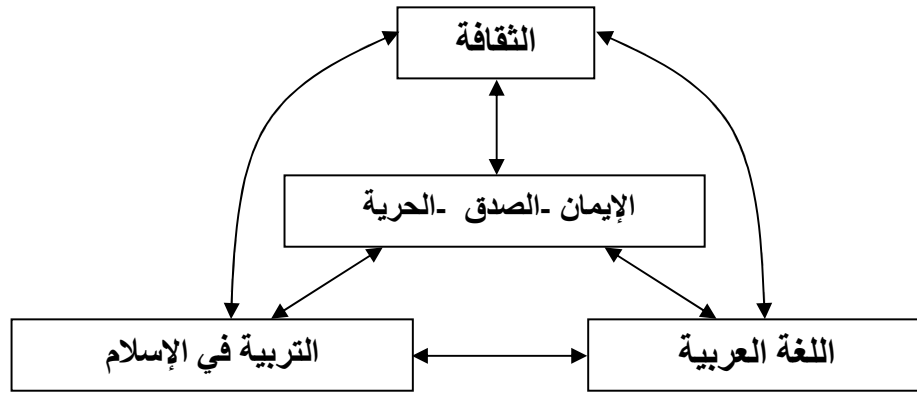 الثقافة
الإيمان -الصدق -الحرية
اللغة العربية
التربية في الإسلام